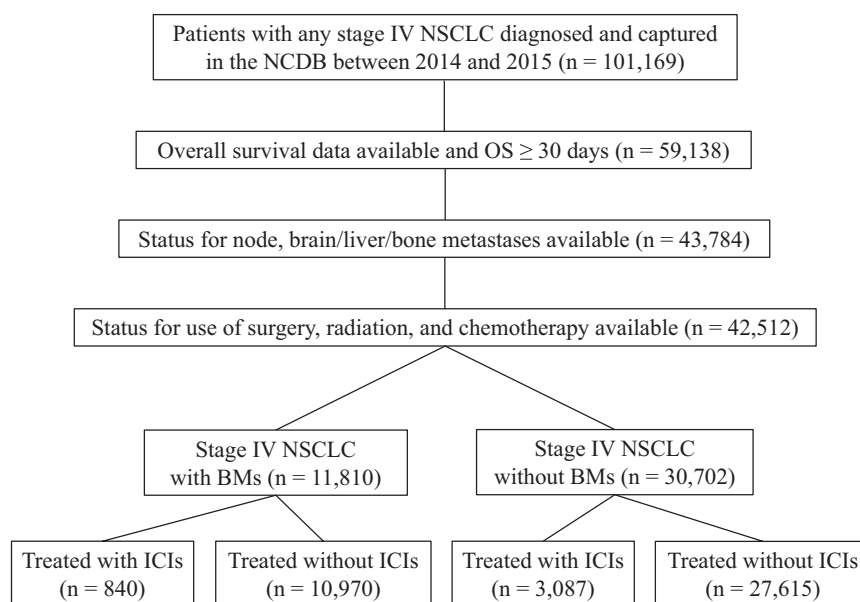 Patients with any stage IV NSCLC diagnosed and captured
in the NCDB between 2014 and 2015 (n = 101,169)
Overall survival data available and OS ≥ 30 days (n = 59,138)
Status for node, brain/liver/bone metastases available (n = 43,784)
Status for use of surgery, radiation, and chemotherapy available (n = 42,512)
Stage IV NSCLC
with BMs (n = 11,810)
Stage IV NSCLC
without BMs (n = 30,702)
Treated with ICIs
(n = 840)
Treated without ICIs
(n = 10,970)
Treated with ICIs
(n = 3,087)
Treated without ICIs
(n = 27,615)